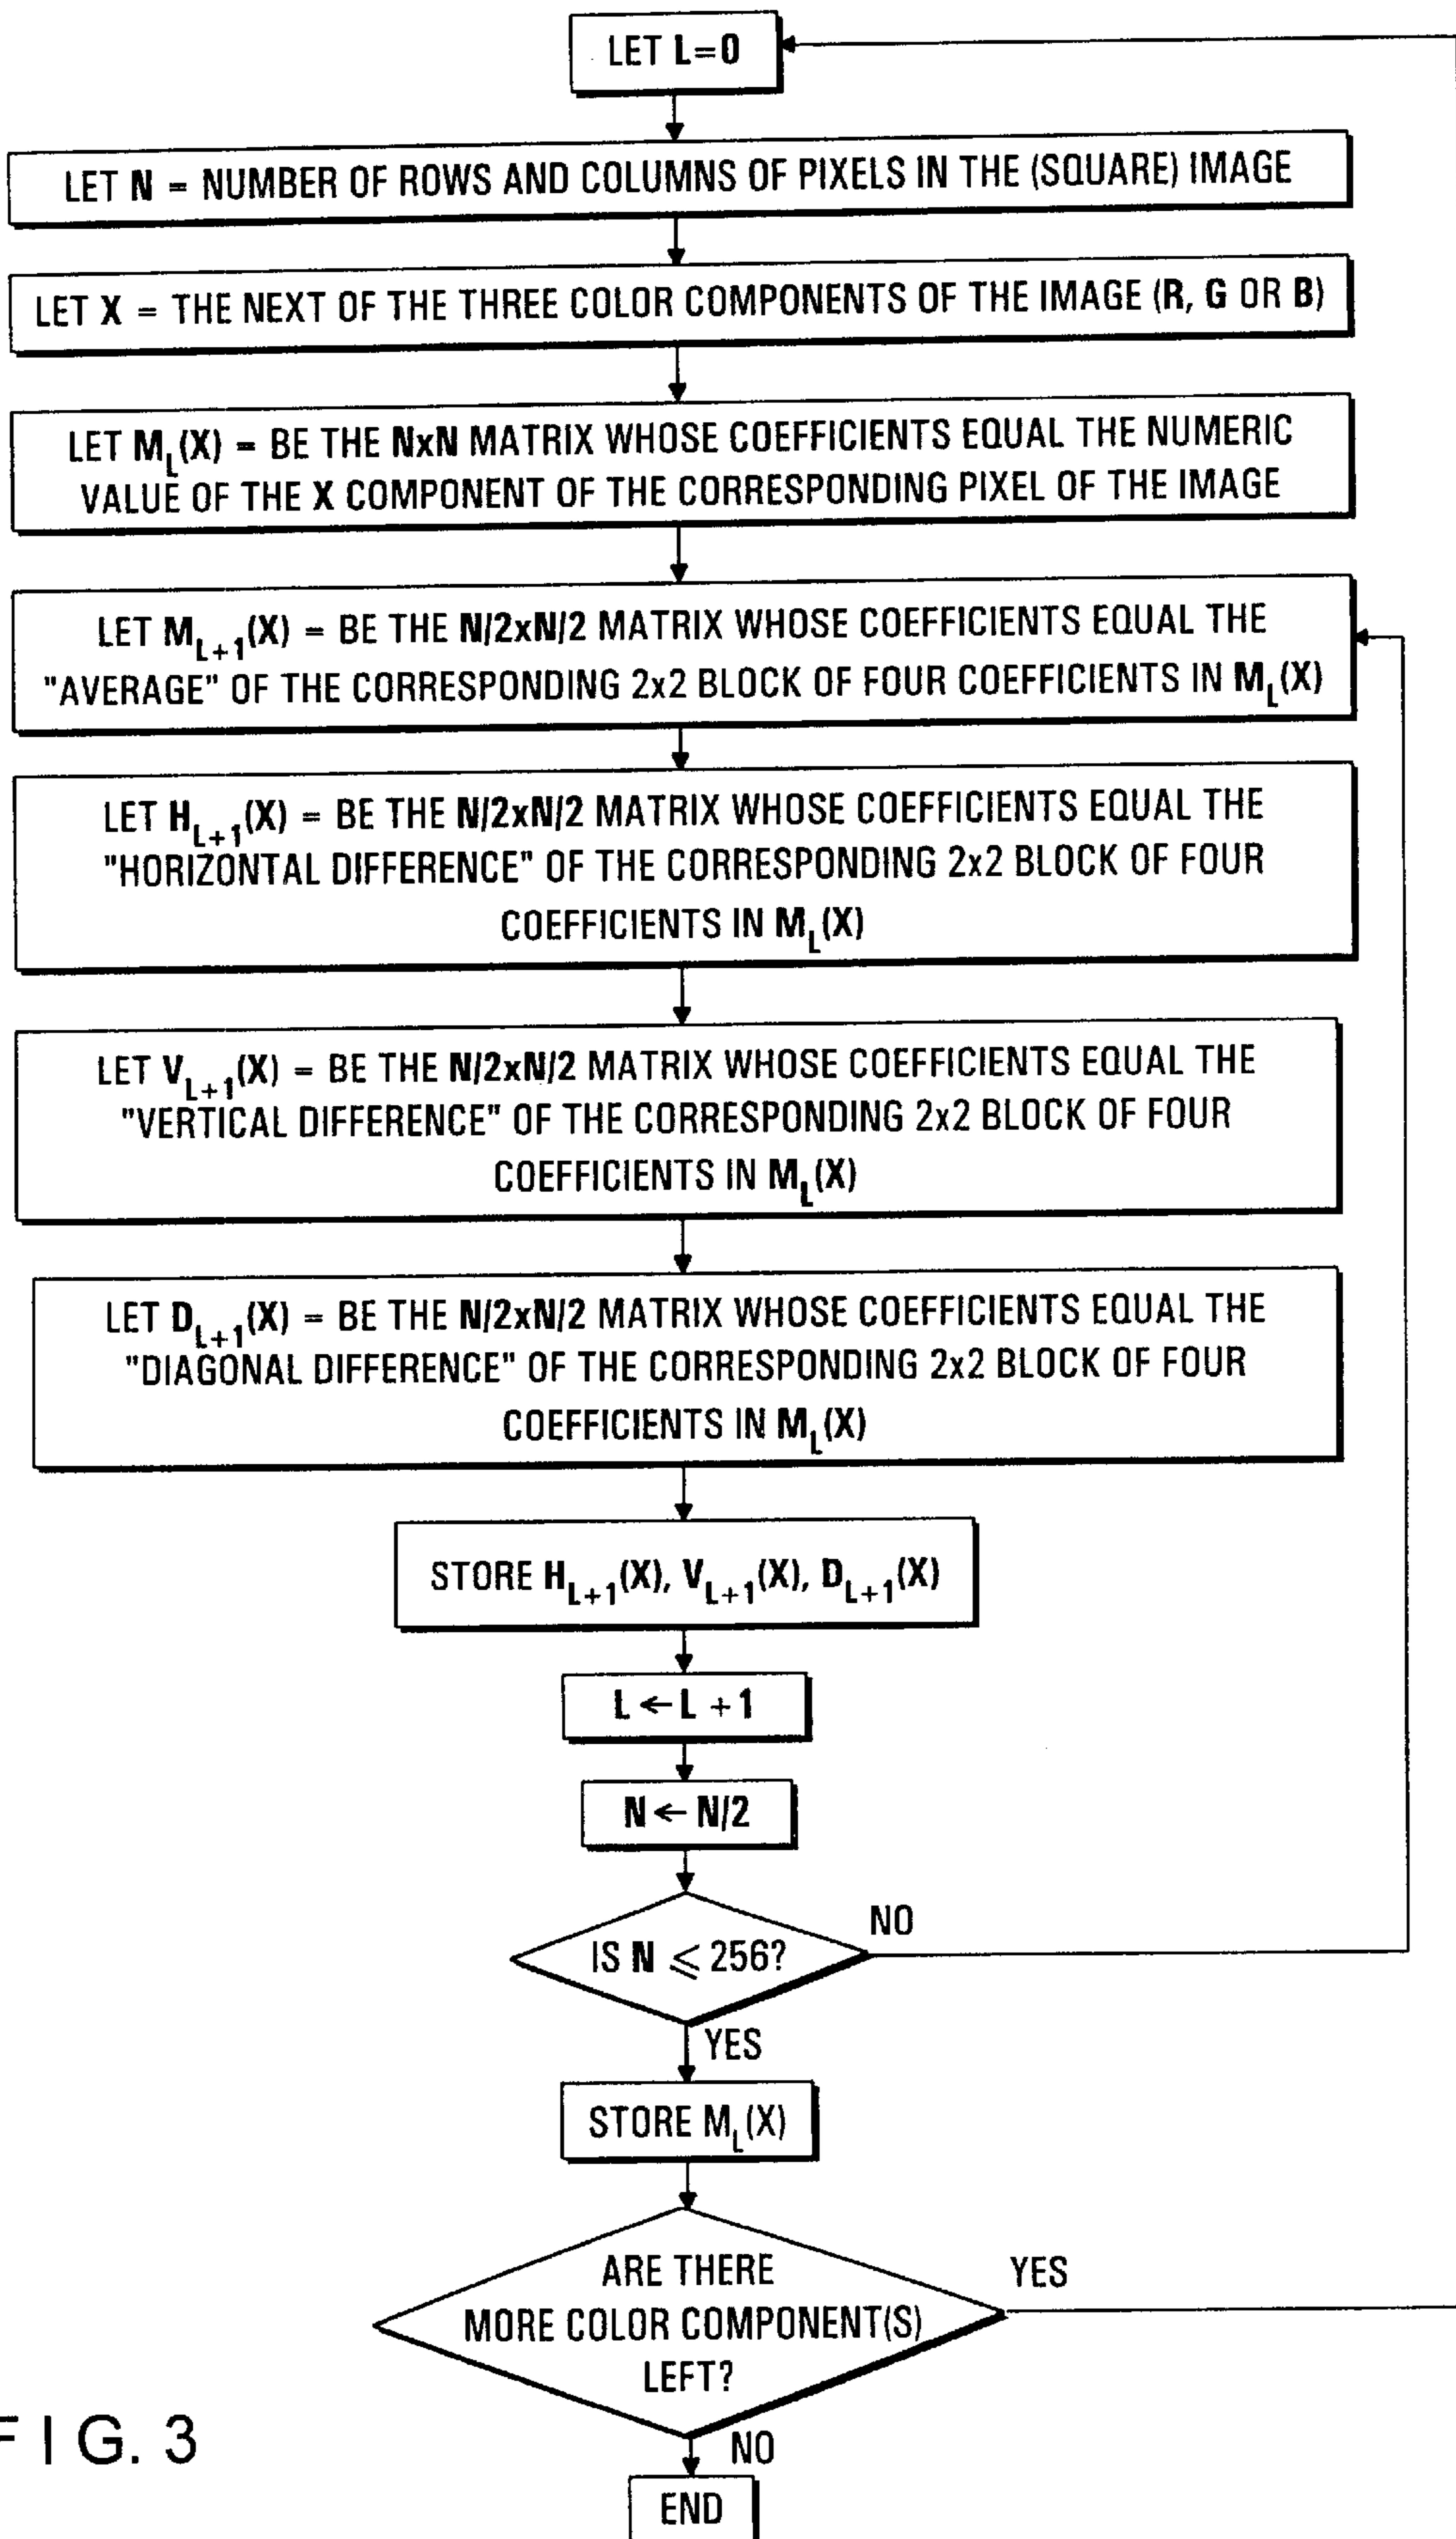 LET L=0
LET N = NUMBER OF ROWS AND COLUMNS OF PIXELS IN THE (SQUARE) IMAGE
LET X = THE NEXT OF THE THREE COLOR COMPONENTS OF THE IMAGE (R, G OR B)
LET M_L(X) = BE THE NxN MATRIX WHOSE COEFFICIENTS EQUAL THE NUMERIC
VALUE OF THE X COMPONENT OF THE CORRESPONDING PIXEL OF THE IMAGE
LET M_L+1(X) = BE THE N/2xN/2 MATRIX WHOSE COEFFICIENTS EQUAL THE
"AVERAGE" OF THE CORRESPONDING 2x2 BLOCK OF FOUR COEFFICIENTS IN M_L(X)
LET H_L+1(X) = BE THE N/2xN/2 MATRIX WHOSE COEFFICIENTS EQUAL THE
"HORIZONTAL DIFFERENCE" OF THE CORRESPONDING 2x2 BLOCK OF FOUR
COEFFICIENTS IN M_L(X)
LET V_L+1(X) = BE THE N/2xN/2 MATRIX WHOSE COEFFICIENTS EQUAL THE
"VERTICAL DIFFERENCE" OF THE CORRESPONDING 2x2 BLOCK OF FOUR
COEFFICIENTS IN M_L(X)
LET D_L+1(X) = BE THE N/2xN/2 MATRIX WHOSE COEFFICIENTS EQUAL THE
"DIAGONAL DIFFERENCE" OF THE CORRESPONDING 2x2 BLOCK OF FOUR
COEFFICIENTS IN M_L(X)
STORE H_L+1(X), V_L+1(X), D_L+1(X)
L ← L + 1
N ← N/2
IS N ⩽ 256?
NO
YES
STORE M_L(X)
ARE THERE
MORE COLOR COMPONENT(S)
LEFT?
YES
NO
END
FIG. 3